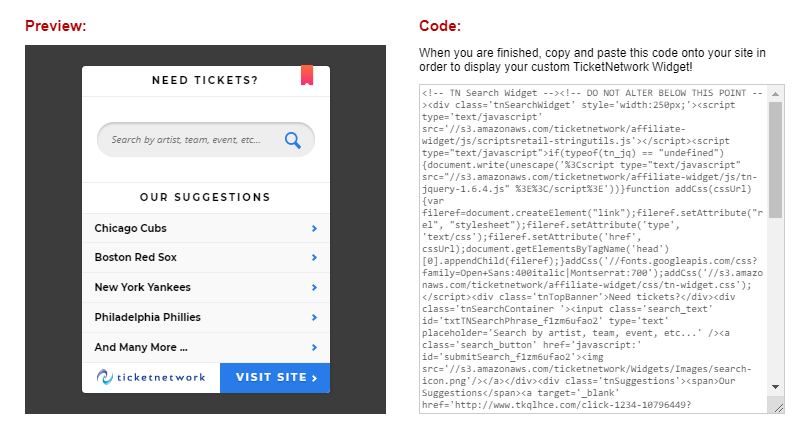 Preview:
NEED TICKETS?
Search by artist, team, event, etc...
OUR SUGGESTIONS
Chicago Cubs
Boston Red Sox
New York Yankees
Philadelphia Phillies
And Many More ...
ticketnetwork
VISIT SITE
Code:
When you are finished, copy and paste this code onto your site in
order to display your custom TicketNetwork Widget!
<!-- TN Search Widget --><!-- DO NOT ALTER BELOW THIS POINT --
><div class='tnSearchWidget' style='width:250px;'><script
type='text/javascript'
src='//s3.amazonaws.com/ticketnetwork/affiliate-
widget/js/scriptsretail-stringutils.js'></script><script
type="text/javascript">if(typeof(tn_jq) == "undefined")
{document.write(unescape('%3Cscript type="text/javascript"
src="//s3.amazonaws.com/ticketnetwork/affiliate-widget/js/tn-
jquery-1.6.4.js" %3E%3C/script%3E'))}function addCss(cssUrl)
{var
fileref=document.createElement("link");fileref.setAttribute("re
l", "stylesheet");fileref.setAttribute('type',
'text/css');fileref.setAttribute('href',
cssUrl);document.getElementsByTagName('head')
[0].appendChild(fileref);}addCss('//fonts.googleapis.com/css?
family=Open+Sans:400italic|Montserrat:700');addCss('//s3.amazo
naws.com/ticketnetwork/affiliate-widget/css/tn-widget.css');
</script><div class='tnTopBanner'>Need tickets?</div><div
class='tnSearchContainer '><input class='search_text'
id='txtTNSearchPhrase_f1zm6ufao2' type='text'
placeholder='Search by artist, team, event, etc...' /><a
class='search_button' href='javascript:'
id='submitSearch_f1zm6ufao2'><img
src='//s3.amazonaws.com/ticketnetwork/Widgets/Images/search-
icon.png'/></a></div><div class='tnSuggestions'><span>Our
Suggestions</span><a target='_blank'
href='http://www.tkqlhce.com/click-1234-10796449?